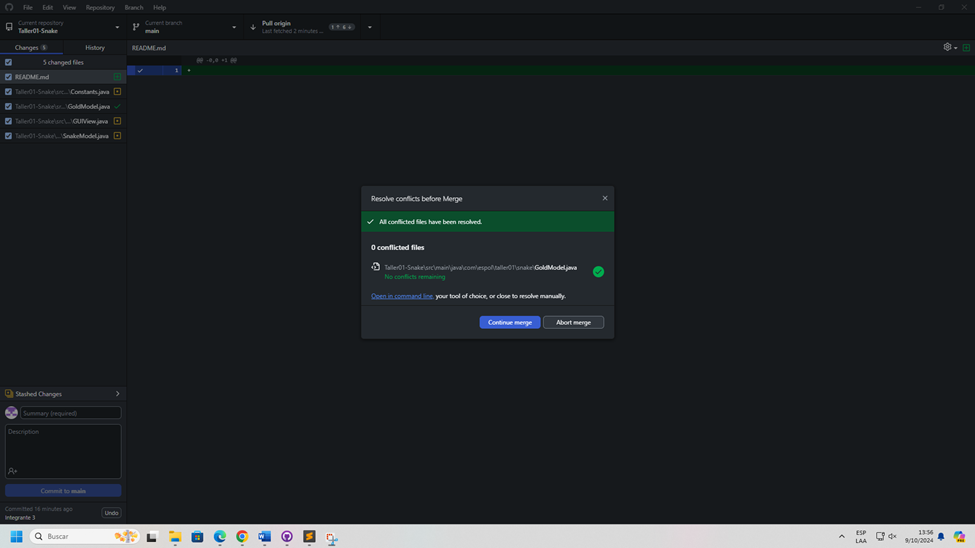 File Edit View Repository Branch Help
Current repository
Taller01-Snake
Current branch
main
Pull origin
Last fetched 2 minutes ...
1 6
Changes 5
History
5 changed files
README.md
Taller01-Snake\src...\Constants.java
Taller01-Snake\sr...\GoldModel.java
Taller01-Snake\src\...\GUIView.java
Taller01-Snake\...\SnakeModel.java
README.md
@@ -0,0 +1 @@
1 +
Resolve conflicts before Merge
All conflicted files have been resolved.
0 conflicted files
Taller01-Snake\src\main\java\com\espol\taller01\snake\GoldModel.java
No conflicts remaining
Open in command line, your tool of choice, or close to resolve manually.
Continue merge
Abort merge
Stashed Changes
Summary (required)
Description
Commit to main
Committed 16 minutes ago
Integrante 3
Undo
Buscar
ESP
LAA
13:56
9/10/2024